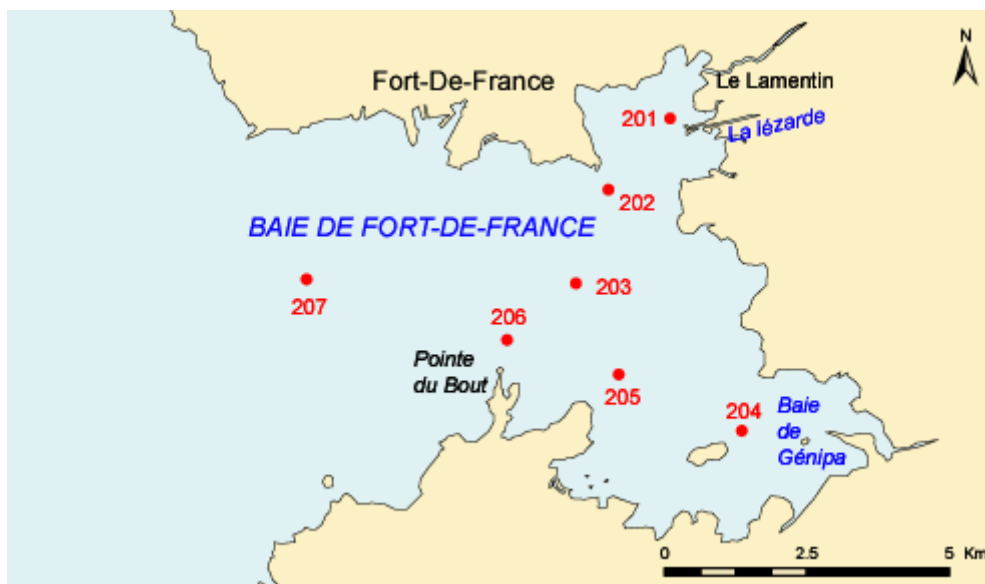 N
Fort-De-France
Le Lamentin
201
La lézarde
202
BAIE DE FORT-DE-FRANCE
203
207
206
Pointe
du Bout
205
204
Baie
de
Génipa
0 2.5 5 Km